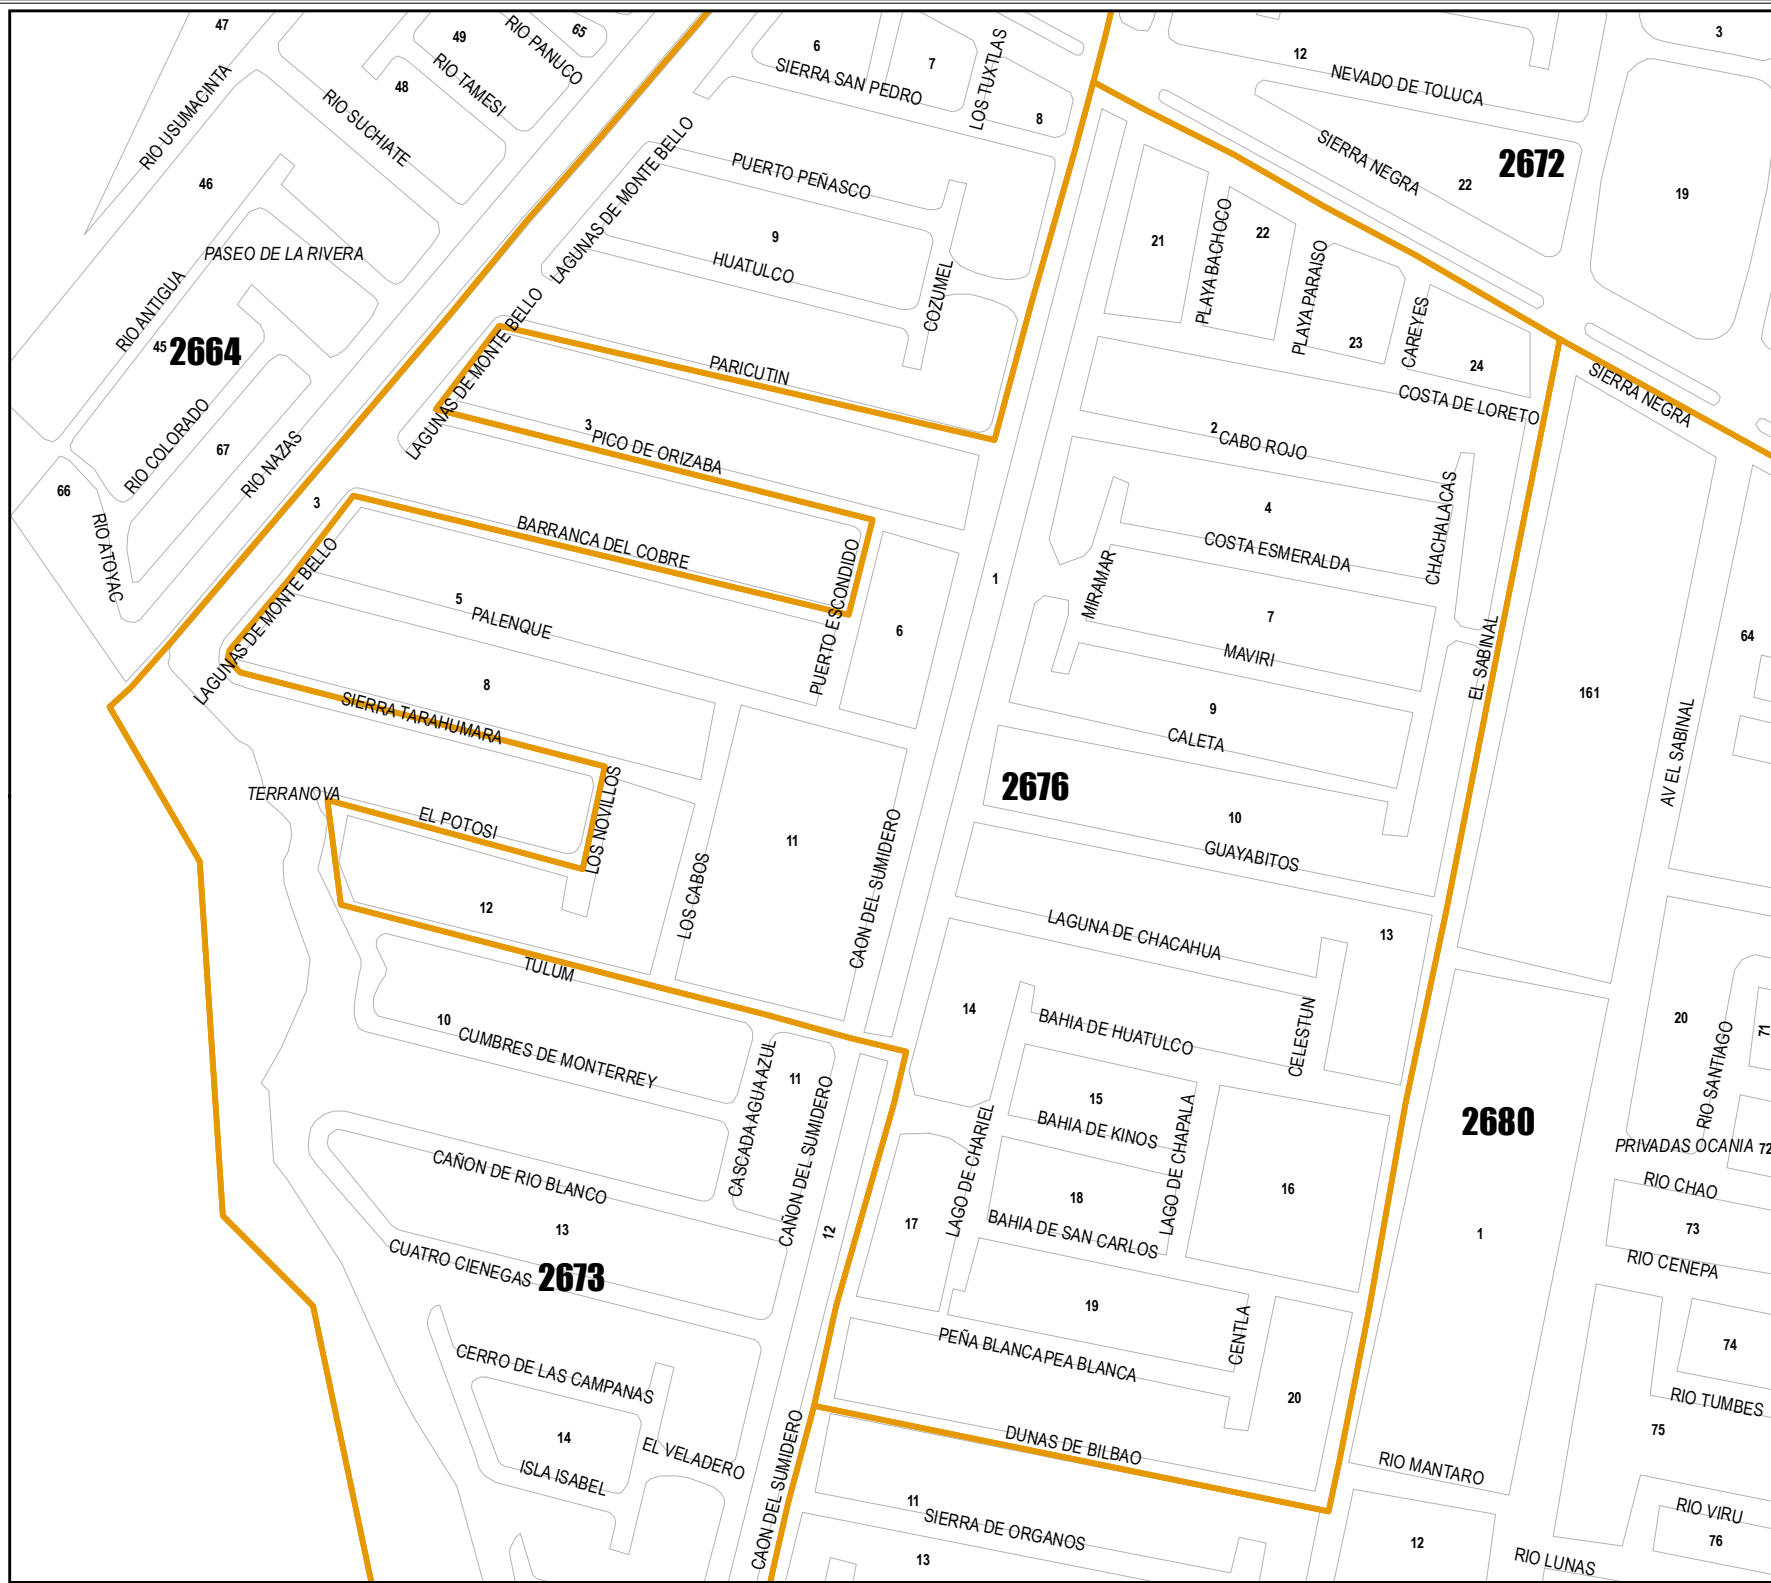 47
49
RIO PANUCO
65
6
7
LOS TUXTLAS
12
3
RIO USUMACINTA
48
RIO TAMESI
SIERRA SAN PEDRO
8
NEVADO DE TOLUCA
RIO SUCHIATE
SIERRA NEGRA
22
2672
19
46
LAGUNAS DE MONTE BELLO
PUERTO PEÑASCO
9
HUATULCO
COZUMEL
21
PLAYA BACHOCO
22
PLAYA PARAISO
23
CAREYES
24
PASEO DE LA RIVERA
RIO ANTIGUA
45
2664
LAGUNAS DE MONTE BELLO
PARICUTIN
COSTA DE LORETO
SIERRA NEGRA
RIO COLORADO
67
RIO NAZAS
66
RIO ATOYAC
3
3
PICO DE ORIZABA
2
CABO ROJO
4
CHACHALACAS
COSTA ESMERALDA
BARRANCA DEL COBRE
PUERTO ESCONDIDO
1
MIRAMAR
7
MAVIRI
EL SABINAL
64
LAGUNAS DE MONTE BELLO
5
PALENQUE
6
8
SIERRA TARAHUMARA
9
CALETA
161
AV EL SABINAL
TERRANOVA
EL POTOSI
LOS NOVILLOS
2676
10
GUAYABITOS
11
CAON DEL SUMIDERO
12
LOS CABOS
LAGUNA DE CHACAHUA
13
TULUM
14
BAHIA DE HUATULCO
CELESTUN
10
CUMBRES DE MONTERREY
CASCADA AGUA AZUL
11
CAÑON DEL SUMIDERO
12
15
BAHIA DE KINOS
LAGO DE CHARIEL
LAGO DE CHAPALA
2680
20
RIO SANTIAGO
71
PRIVADAS OCANIA
72
CAÑON DE RIO BLANCO
13
CUATRO CIENEGAS
2673
17
18
BAHIA DE SAN CARLOS
16
1
RIO CHAO
73
RIO CENEPA
19
CENTLA
PEÑA BLANCAPEA BLANCA
20
74
CERRO DE LAS CAMPANAS
14
EL VELADERO
ISLA ISABEL
CAON DEL SUMIDERO
DUNAS DE BILBAO
RIO TUMBES
75
RIO MANTARO
11
SIERRA DE ORGANOS
13
12
RIO VIRU
76
RIO LUNAS